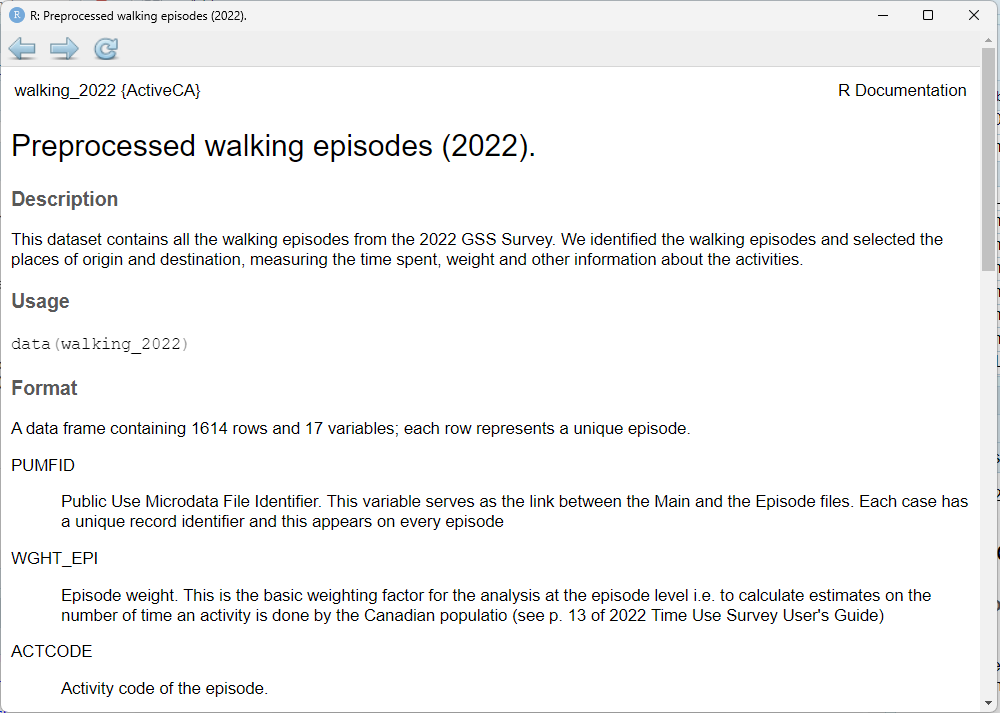 R: Preprocessed walking episodes (2022).
walking_2022 {ActiveCA}
R Documentation
Preprocessed walking episodes (2022).
Description
This dataset contains all the walking episodes from the 2022 GSS Survey. We identified the walking episodes and selected the
places of origin and destination, measuring the time spent, weight and other information about the activities.
Usage
data(walking_2022)
Format
A data frame containing 1614 rows and 17 variables; each row represents a unique episode.
PUMFID
Public Use Microdata File Identifier. This variable serves as the link between the Main and the Episode files. Each case has
a unique record identifier and this appears on every episode
WGHT_EPI
Episode weight. This is the basic weighting factor for the analysis at the episode level i.e. to calculate estimates on the
number of time an activity is done by the Canadian populatio (see p. 13 of 2022 Time Use Survey User's Guide)
ACTCODE
Activity code of the episode.